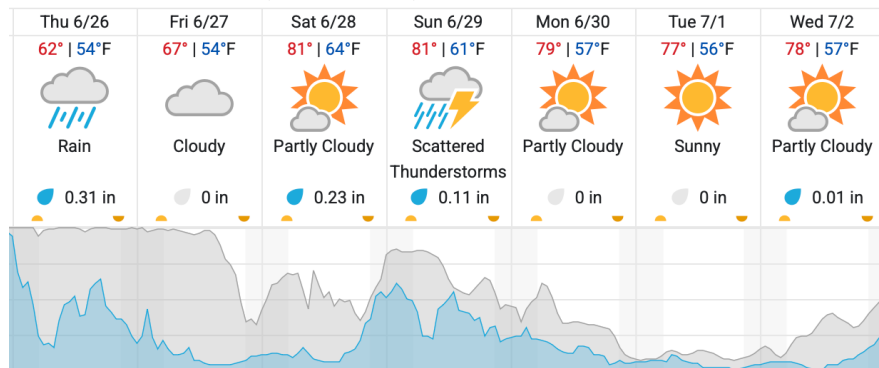 Thu 6/26 Fri 6/27 Sat 6/28 Sun 6/29 Mon 6/30 Tue 7/1 Wed 7/2
62° | 54°F 67° | 54°F 81° | 64°F 81° | 61°F 79° | 57°F 77° | 56°F 78° | 57°F
Rain Cloudy Partly Cloudy Scattered Partly Cloudy Sunny Partly Cloudy
Thunderstorms
0.31 in 0 in 0.23 in 0.11 in 0 in 0 in 0.01 in